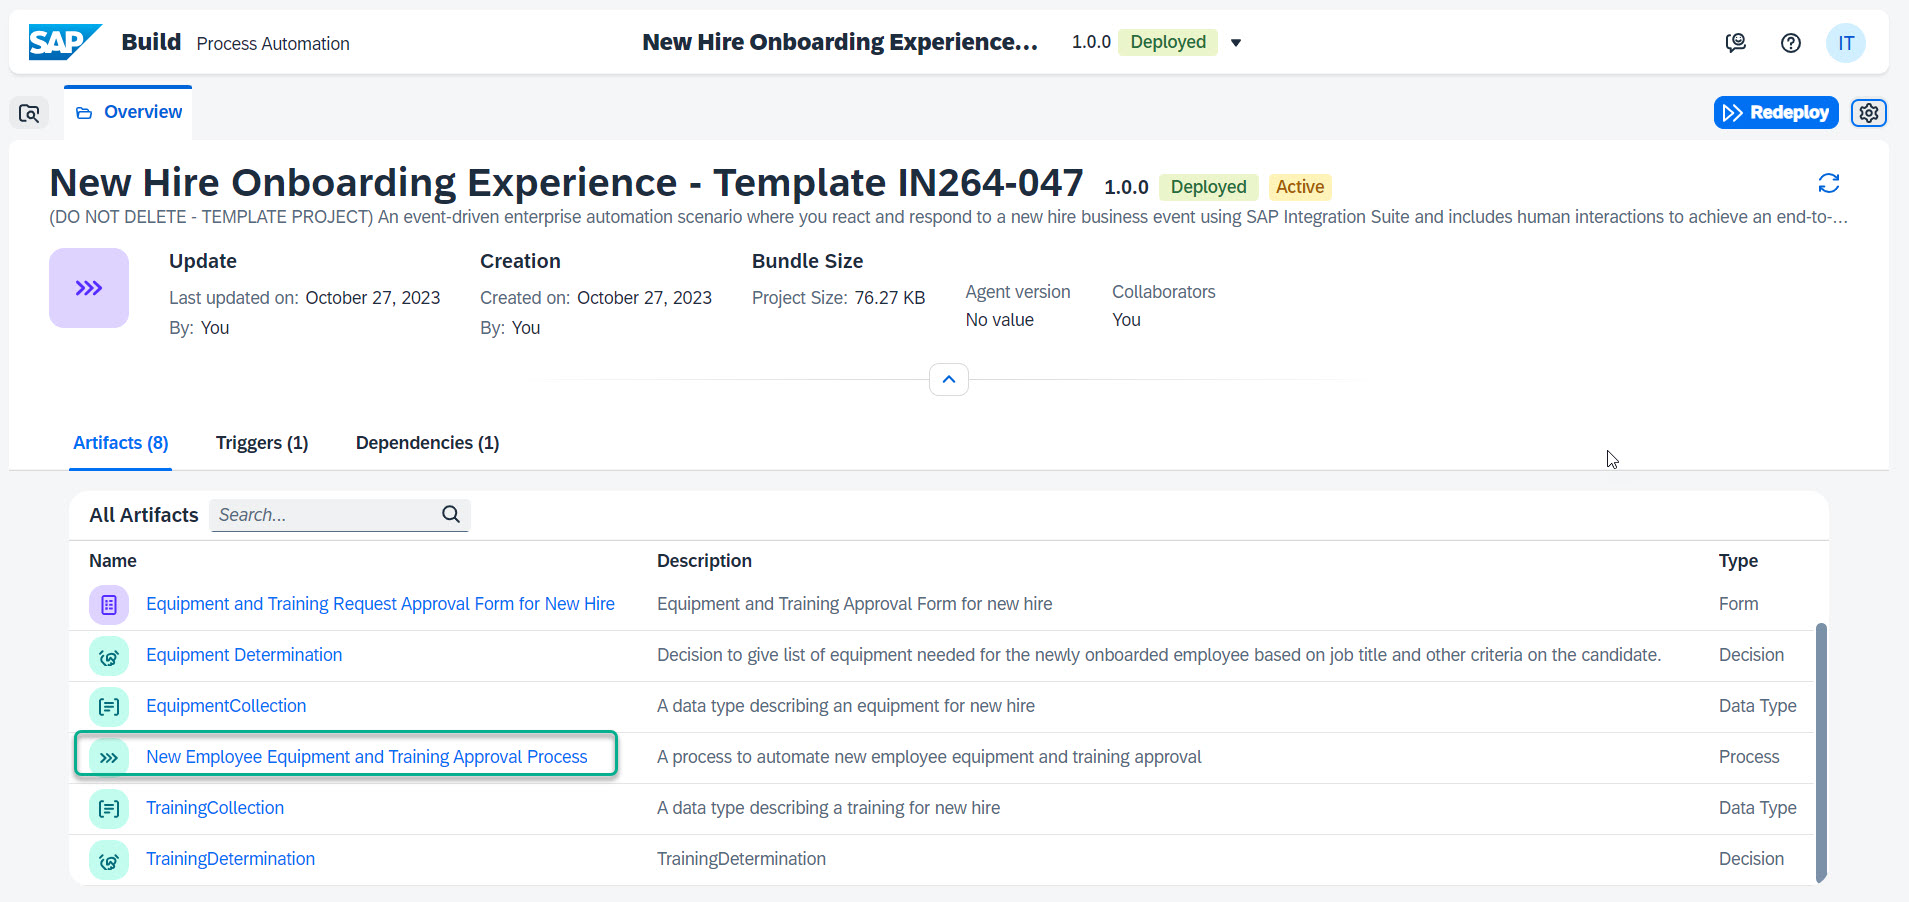 SAP Build Process Automation New Hire Onboarding Experience... 1.0.0 Deployed IT
Overview Redeploy
New Hire Onboarding Experience - Template IN264-047 1.0.0 Deployed Active
(DO NOT DELETE - TEMPLATE PROJECT) An event-driven enterprise automation scenario where you react and respond to a new hire business event using SAP Integration Suite and includes human interactions to achieve an end-to-...
Update Creation Bundle Size
Agent version Collaborators
Last updated on: October 27, 2023 Created on: October 27, 2023 Project Size: 76.27 KB
No value You
By: You By: You
Artifacts (8) Triggers (1) Dependencies (1)
All Artifacts Search...
Name Description Type
Equipment and Training Request Approval Form for New Hire Equipment and Training Approval Form for new hire Form
Equipment Determination Decision to give list of equipment needed for the newly onboarded employee based on job title and other criteria on the candidate. Decision
EquipmentCollection A data type describing an equipment for new hire Data Type
New Employee Equipment and Training Approval Process A process to automate new employee equipment and training approval Process
TrainingCollection A data type describing a training for new hire Data Type
TrainingDetermination TrainingDetermination Decision